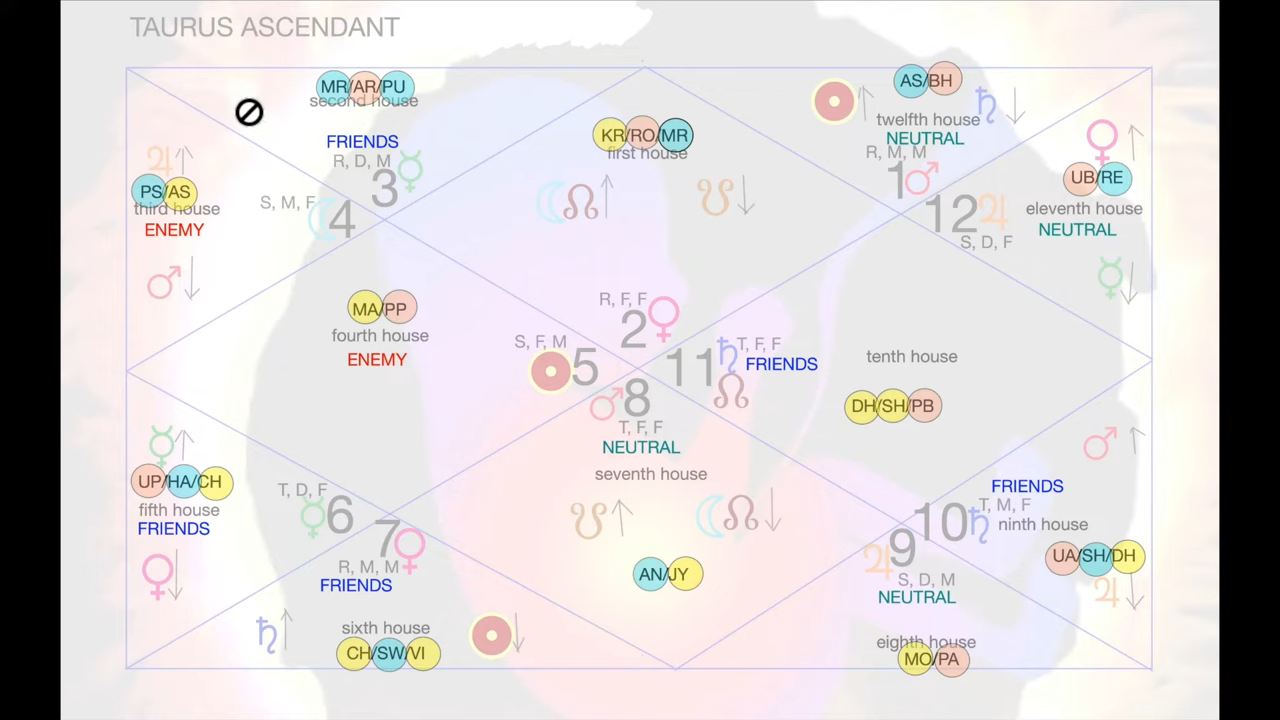 TAURUS ASCENDANT
MR/AR/PU
second house
FRIENDS
R, D, M
3
KR/RO/MR
first house
AS/BH
twelfth house
NEUTRAL
R, M, M
1
UB/RE
eleventh house
NEUTRAL
12
S, D, F
PS/AS
third house
ENEMY
S, M, F
4
MA/PP
fourth house
ENEMY
R, F, F
2
S, F, M
5
11
T, F, F
FRIENDS
tenth house
DH/SH/PB
8
T, F, F
NEUTRAL
seventh house
AN/JY
UP/HA/CH
fifth house
FRIENDS
T, D, F
6
7
R, M, M
FRIENDS
sixth house
CH/SW/VI
FRIENDS
T, M, F
10
ninth house
UA/SH/DH
9
S, D, M
NEUTRAL
eighth house
MO/PA